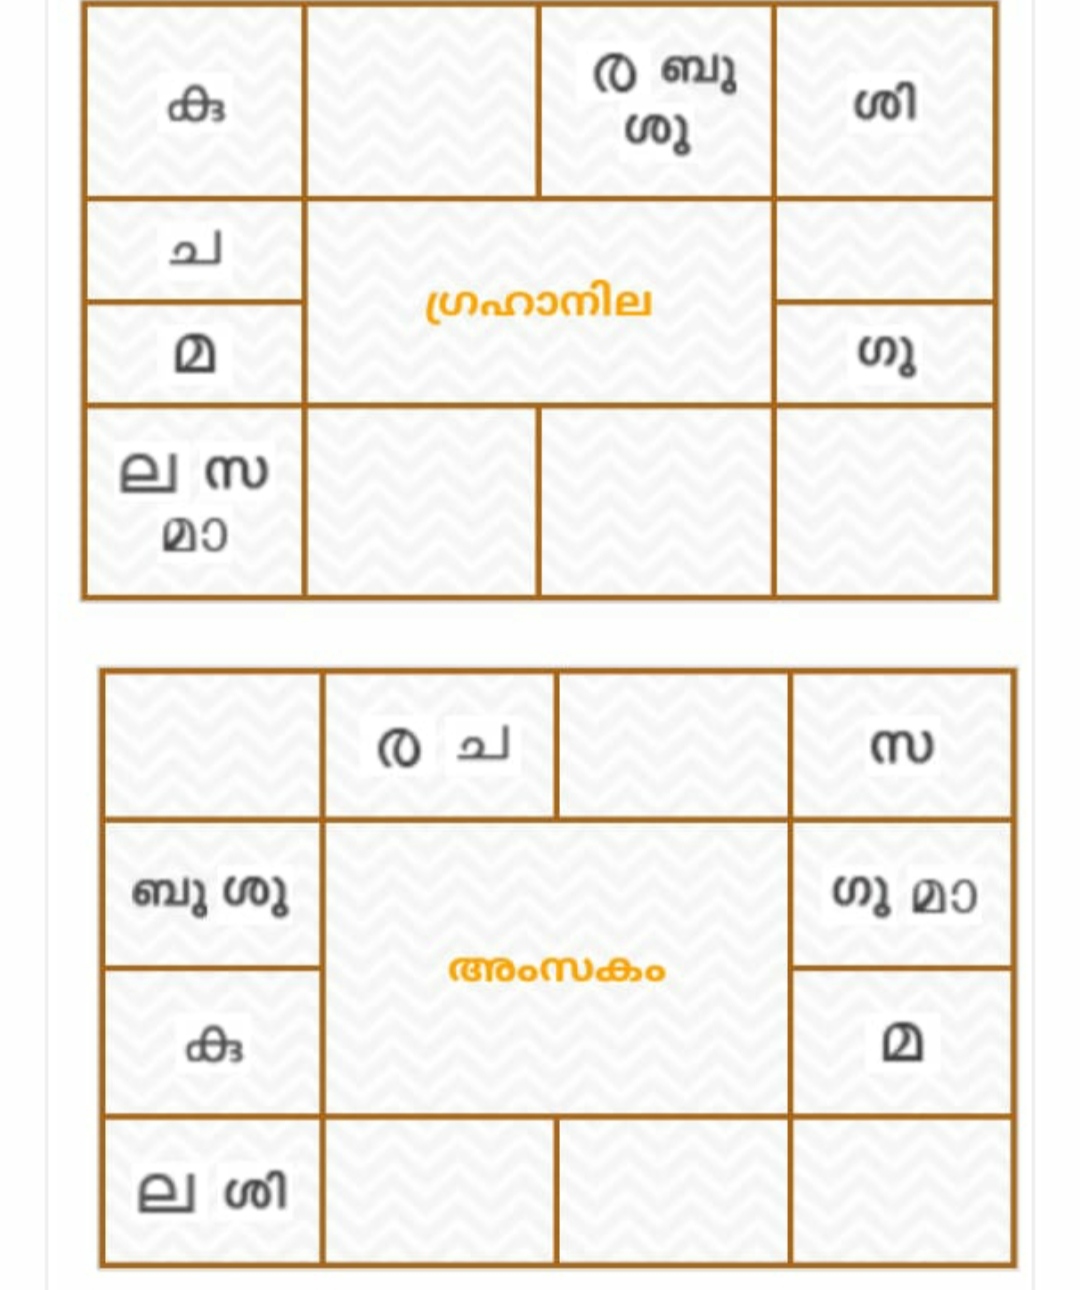 കു
ര ബു
ശു
ശി
ച
ഗ്രഹാനില
മ
ഗു
ല സ
മാ
ര ച
സ
ബു ശു
ഗു മാ
അംസകം
കു
മ
ല ശി